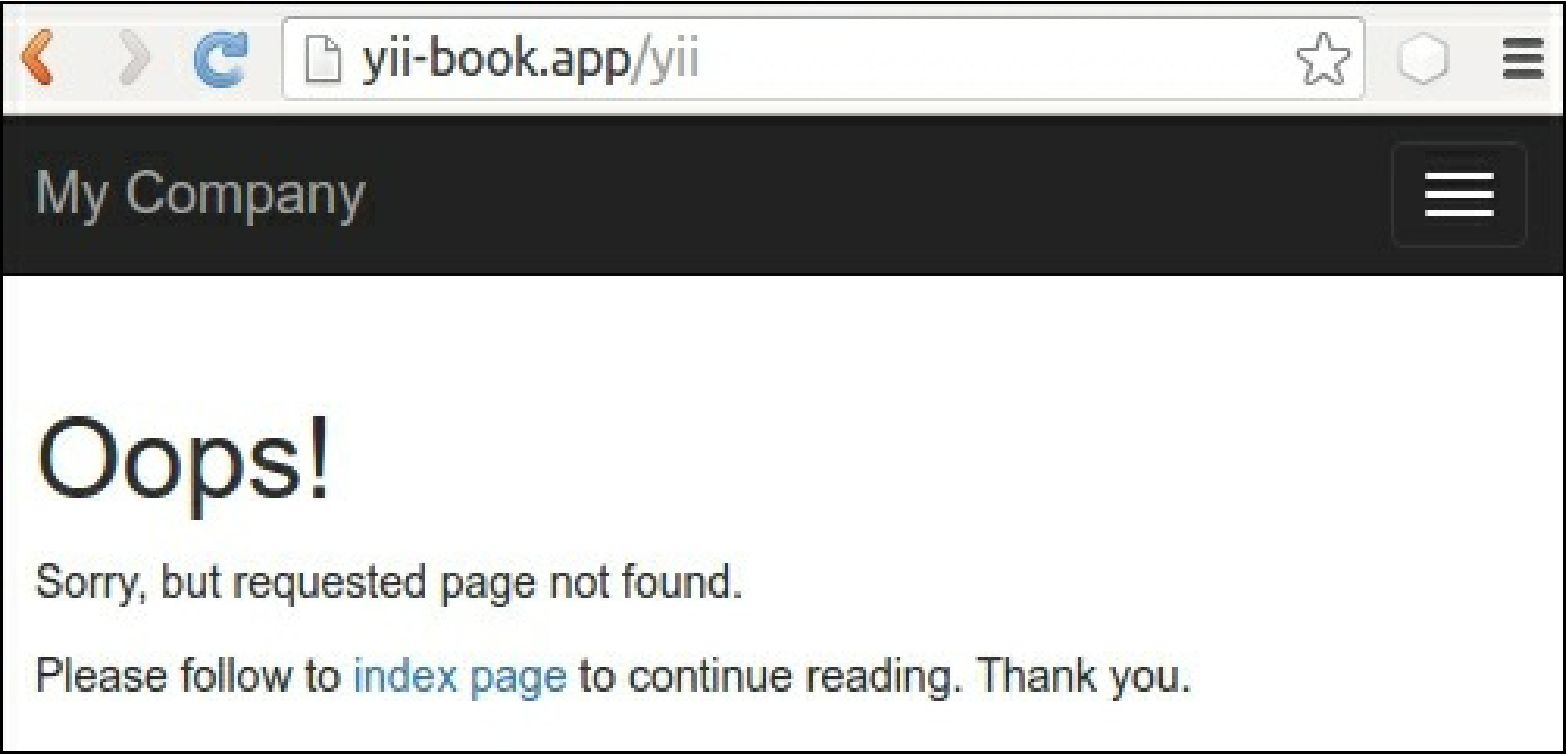 yii-book.app/yii
My Company
Oops!
Sorry, but requested page not found.
Please follow to index page to continue reading. Thank you.